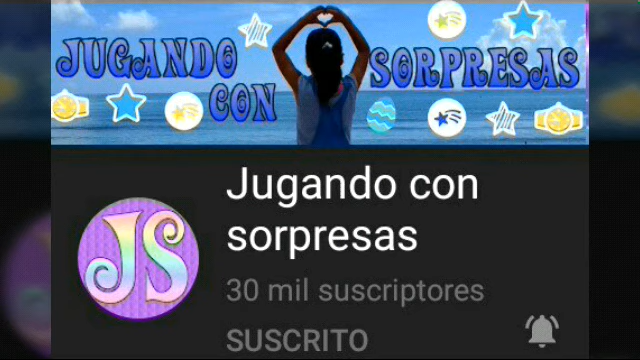 JUGANDO SORPRESAS
CON
JS
Jugando con
sorpresas
30 mil suscriptores
SUSCRITO